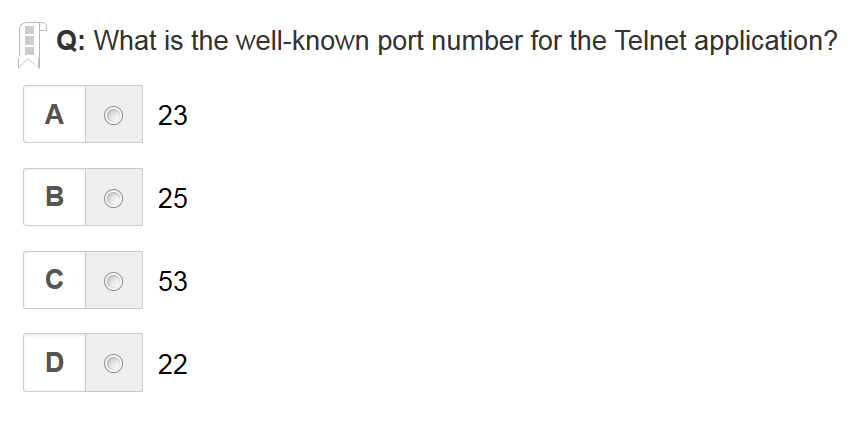 Q: What is the well-known port number for the Telnet application?
A 23
B 25
C 53
D 22